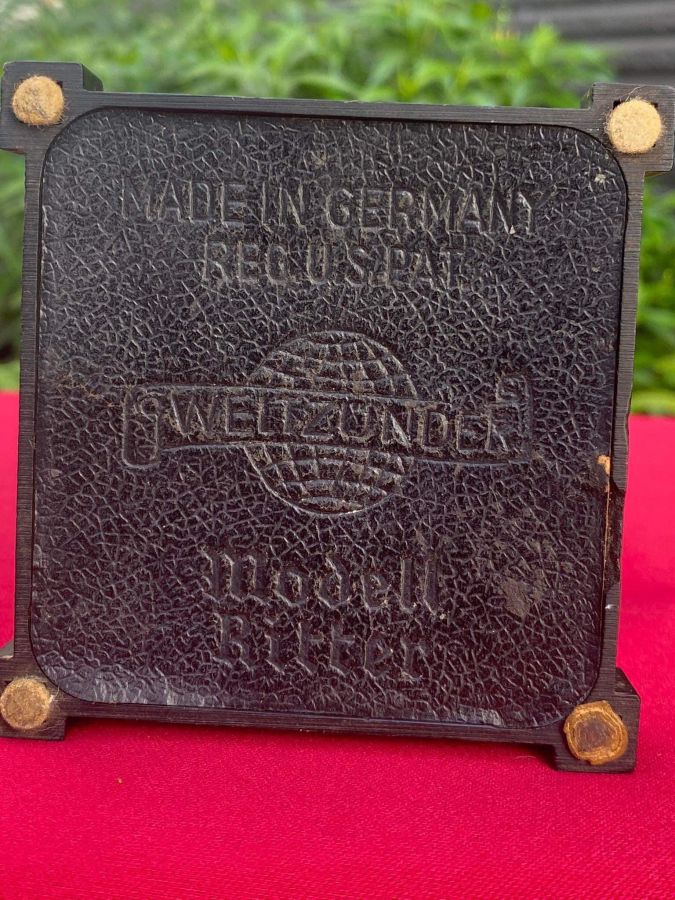 MADE IN GERMANY
REG.U.S.PAT.
WELTZÜNDER
Modell
Ritter